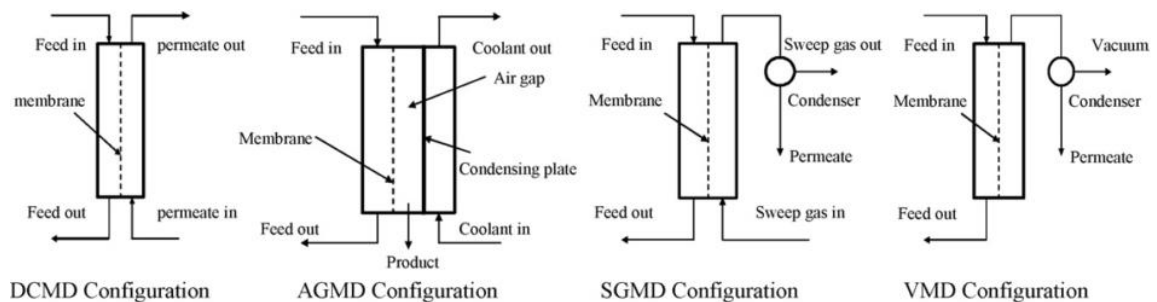 Feed in
permeate out
membrane
Feed out
permeate in
DCMD Configuration
Feed in
Coolant out
Air gap
Membrane
Condensing plate
Feed out
Coolant in
Product
AGMD Configuration
Feed in
Sweep gas out
Membrane
Condenser
Permeate
Feed out
Sweep gas in
SGMD Configuration
Feed in
Vacuum
Membrane
Condenser
Permeate
Feed out
VMD Configuration